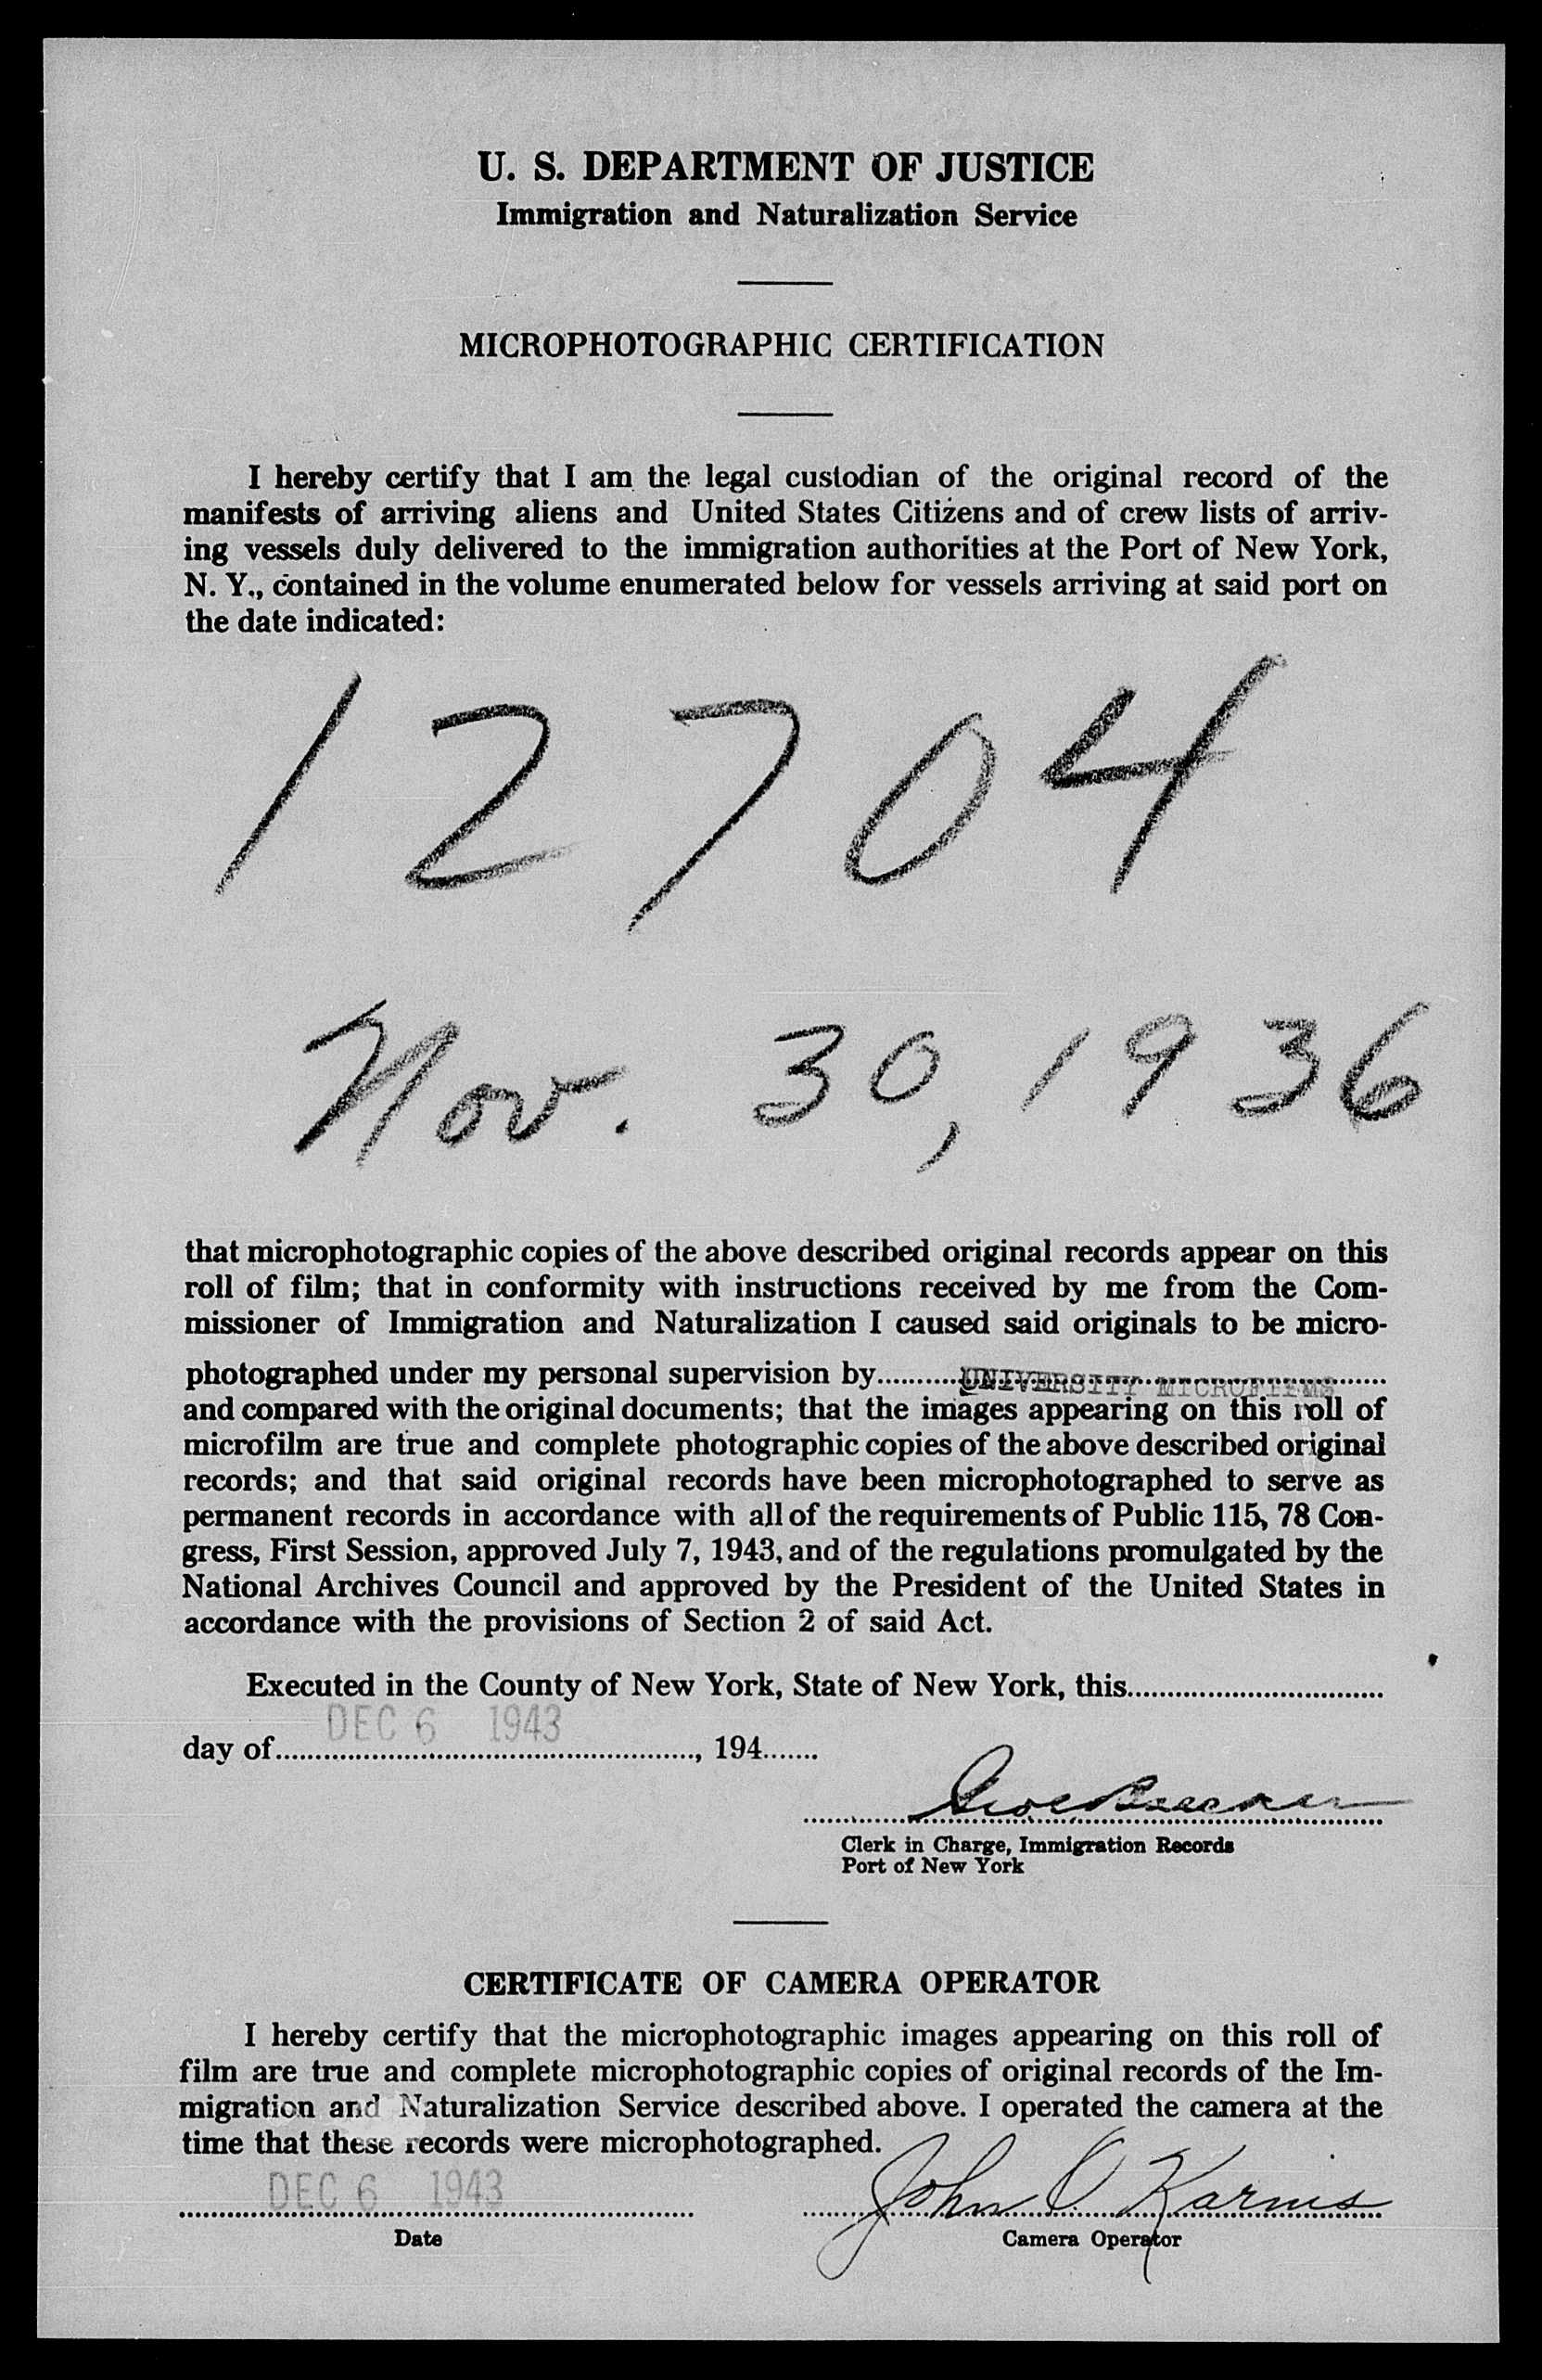 U. S. DEPARTMENT OF JUSTICE
Immigration and Naturalization Service
MICROPHOTOGRAPHIC CERTIFICATION
I hereby certify that I am the legal custodian of the original record of the
manifests of arriving aliens and United States Citizens and of crew lists of arriv-
ing vessels duly delivered to the immigration authorities at the Port of New York,
N. Y., contained in the volume enumerated below for vessels arriving at said port on
the date indicated:
12704
Nov. 30, 1936
that microphotographic copies of the above described original records appear on this
roll of film; that in conformity with instructions received by me from the Com-
missioner of Immigration and Naturalization I caused said originals to be micro-
photographed under my personal supervision by..........UNIVERSITY MICROFILMS......
and compared with the original documents; that the images appearing on this roll of
microfilm are true and complete photographic copies of the above described original
records; and that said original records have been microphotographed to serve as
permanent records in accordance with all of the requirements of Public 115, 78 Con-
gress, First Session, approved July 7, 1943, and of the regulations promulgated by the
National Archives Council and approved by the President of the United States in
accordance with the provisions of Section 2 of said Act.
Executed in the County of New York, State of New York, this................................
DEC 6 1943
day of...................................................., 194.......
Clerk in Charge, Immigration Records
Port of New York
CERTIFICATE OF CAMERA OPERATOR
I hereby certify that the microphotographic images appearing on this roll of
film are true and complete microphotographic copies of original records of the Im-
migration and Naturalization Service described above. I operated the camera at the
time that these records were microphotographed.
DEC 6 1943 John O Karnis
Date Camera Operator